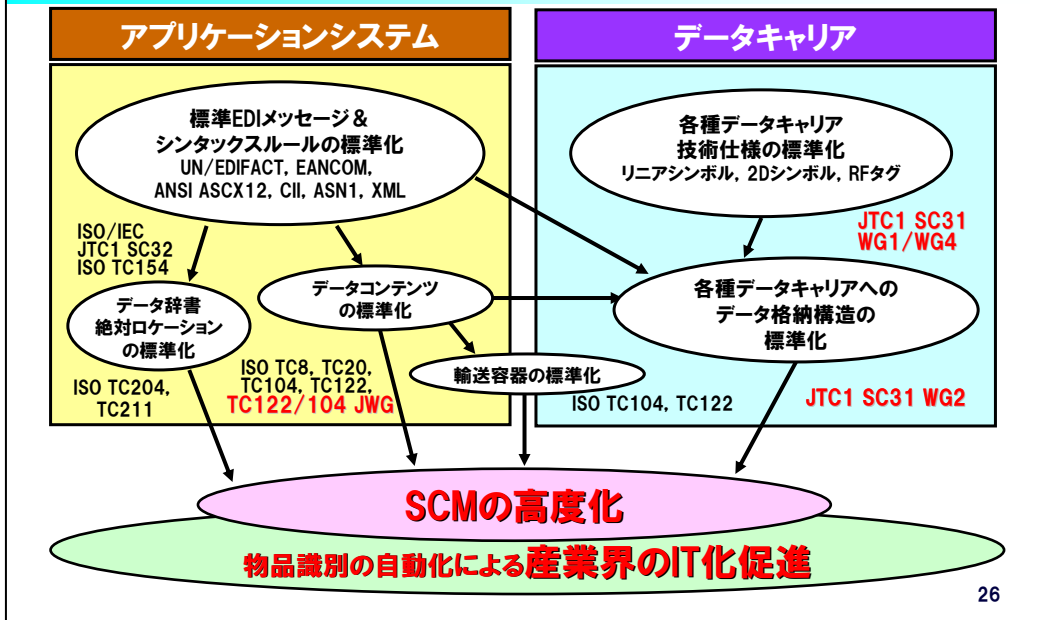 アプリケーションシステム
データキャリア
標準EDIメッセージ＆
シンタックスルールの標準化
UN/EDIFACT, EANCOM,
ANSI ASCX12, CII, ASN1, XML
各種データキャリア
技術仕様の標準化
リニアシンボル, 2Dシンボル, RFタグ
ISO/IEC
JTC1 SC32
ISO TC154
JTC1 SC31
WG1/WG4
データ辞書
絶対ロケーション
の標準化
データコンテンツ
の標準化
各種データキャリアへの
データ格納構造の
標準化
ISO TC204,
TC211
ISO TC8, TC20,
TC104, TC122,
TC122/104 JWG
輸送容器の標準化
ISO TC104, TC122
JTC1 SC31 WG2
SCMの高度化
物品識別の自動化による産業界のIT化促進
26